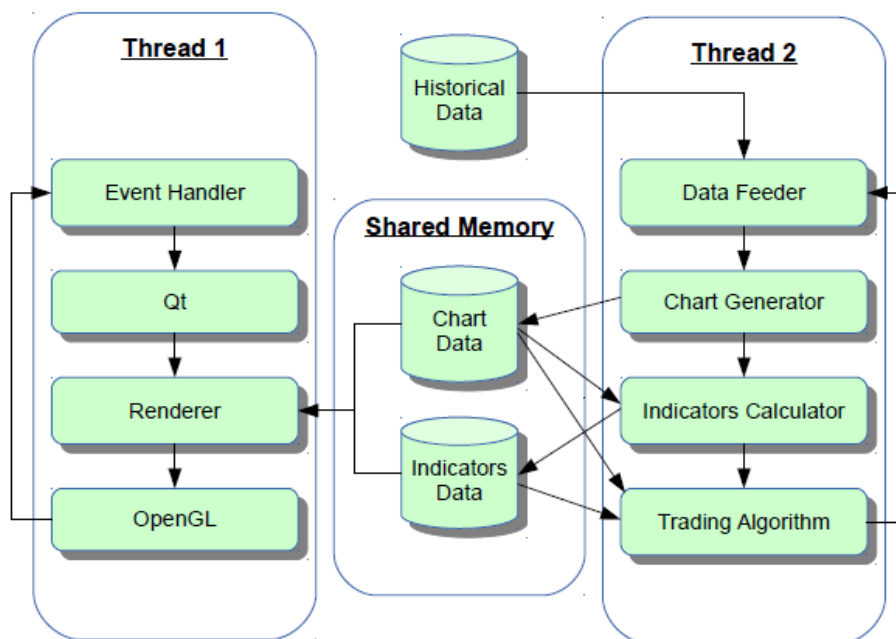 Thread 1
Event Handler
Qt
Renderer
OpenGL
Historical
Data
Shared Memory
Chart
Data
Indicators
Data
Thread 2
Data Feeder
Chart Generator
Indicators Calculator
Trading Algorithm